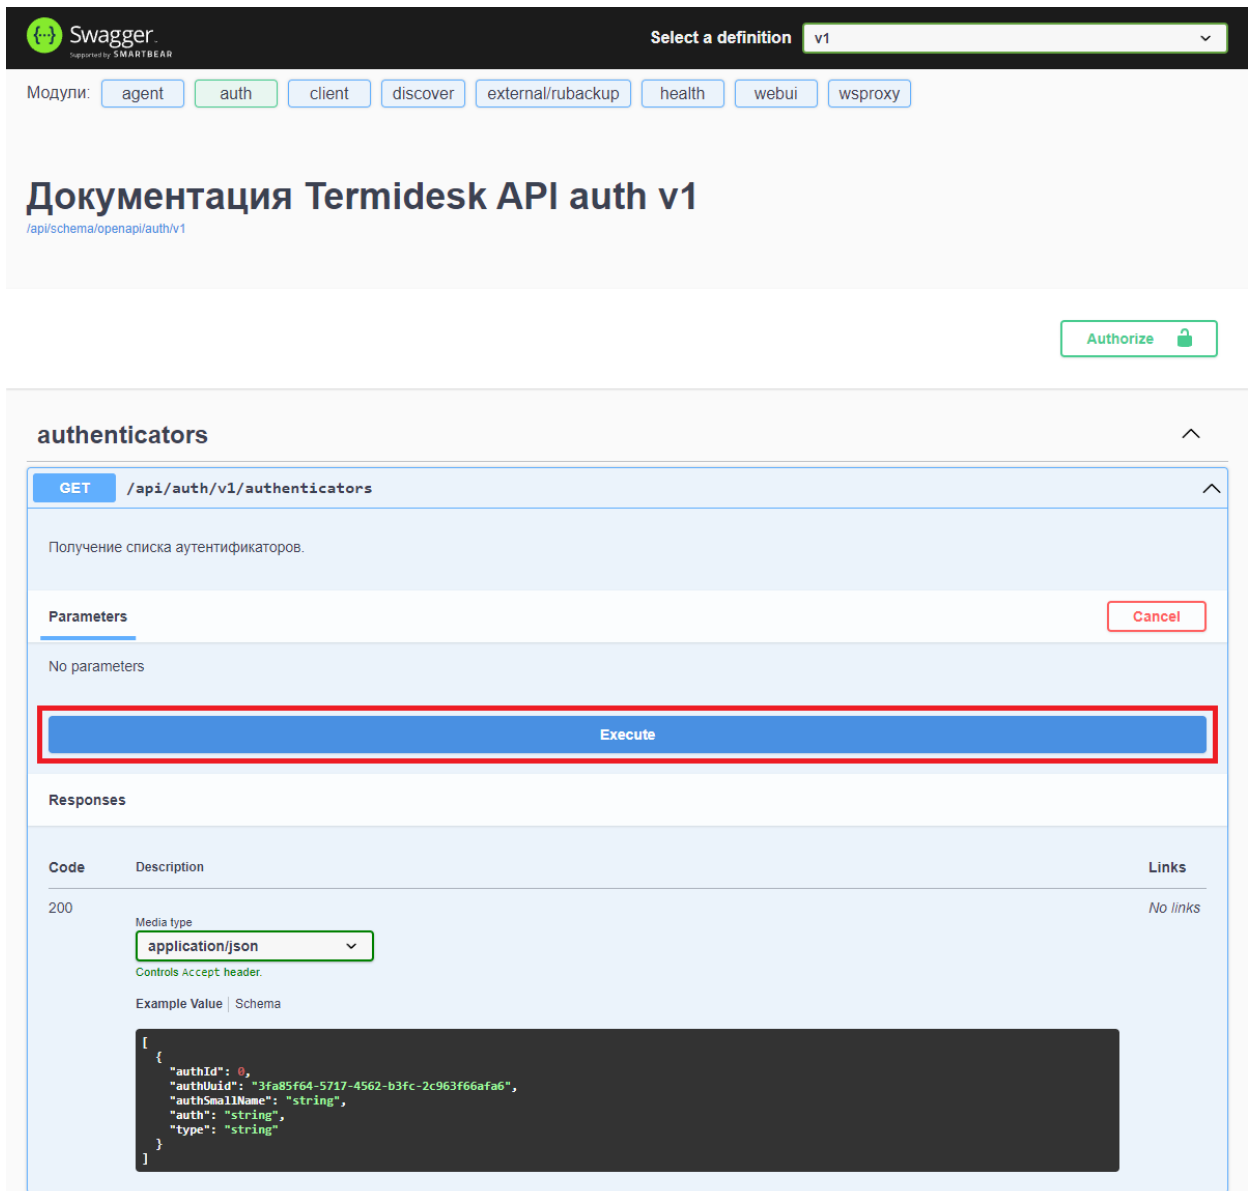 Swagger
Supported by SMARTBEAR
Select a definition v1
Модули: agent auth client discover external/rubackup health webui wsproxy
Документация Termidesk API auth v1
/api/schema/openapi/auth/v1
Authorize
authenticators
GET /api/auth/v1/authenticators
Получение списка аутентификаторов.
Parameters Cancel
No parameters
Execute
Responses
Code Description Links
200 No links
Media type
application/json
Controls Accept header.
Example Value | Schema
[
  {
    "authId": 0,
    "authUuid": "3fa85f64-5717-4562-b3fc-2c963f66afa6",
    "authSmallName": "string",
    "auth": "string",
    "type": "string"
  }
]